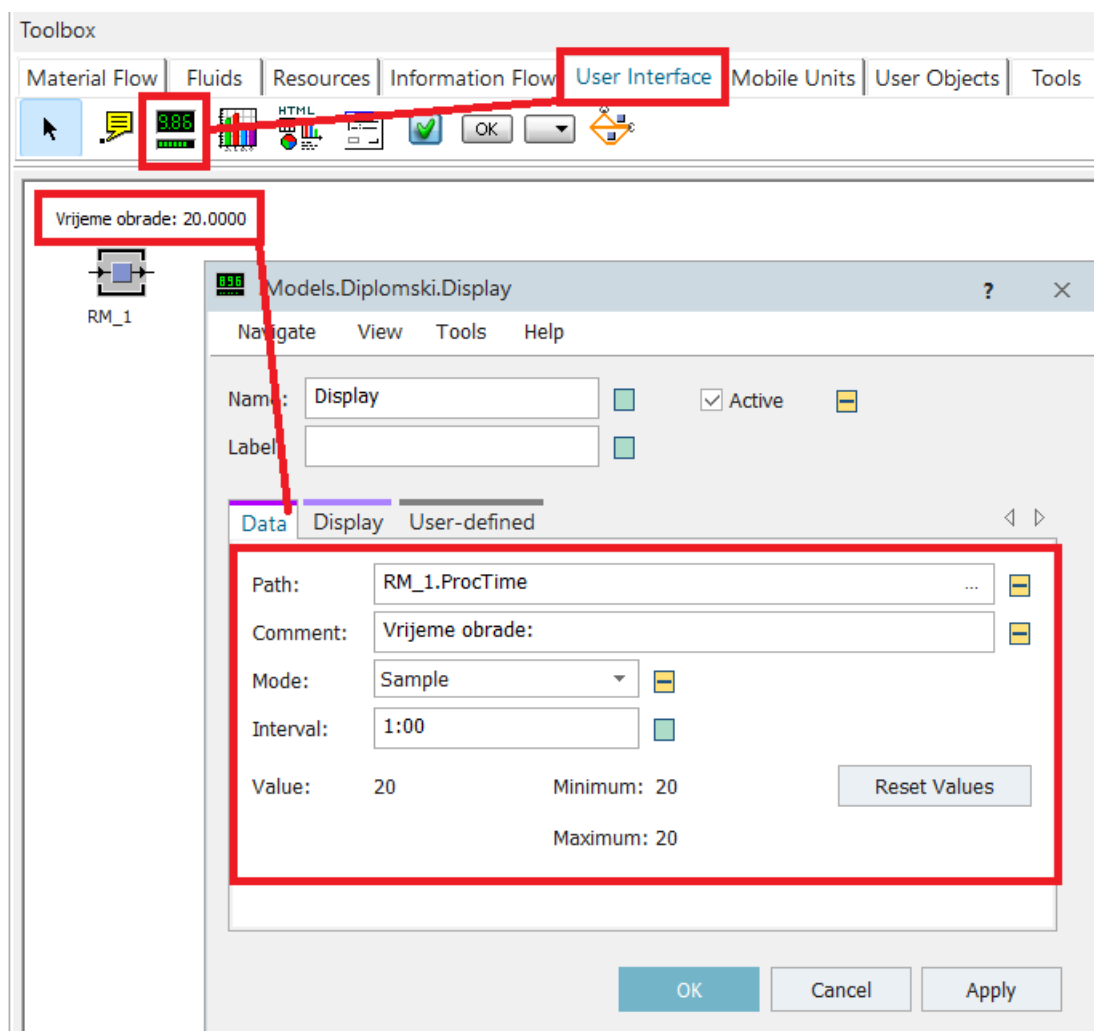 Toolbox
Material Flow Fluids Resources Information Flow User Interface Mobile Units User Objects Tools
9.86 HTML OK
Vrijeme obrade: 20.0000
RM_1
896 .Models.Diplomski.Display ?
Navigate View Tools Help
Name: Display Active
Label:
Data Display User-defined
Path: RM_1.ProcTime ...
Comment: Vrijeme obrade:
Mode: Sample
Interval: 1:00
Value: 20 Minimum: 20 Reset Values
Maximum: 20
OK Cancel Apply